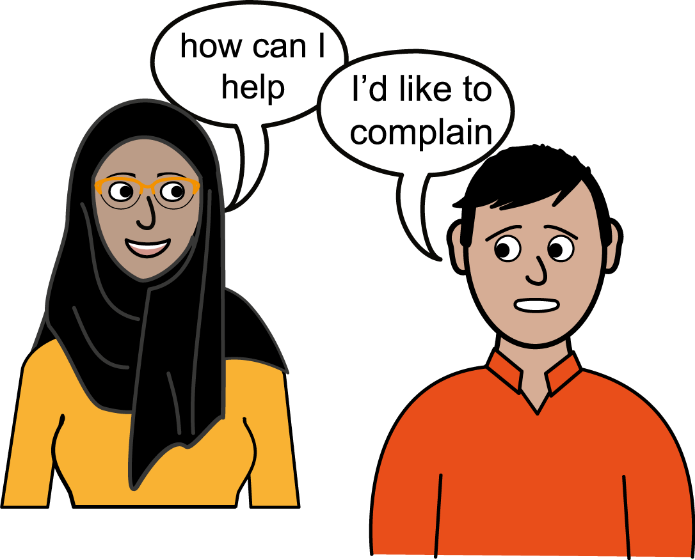 how can I
help
I’d like to
complain